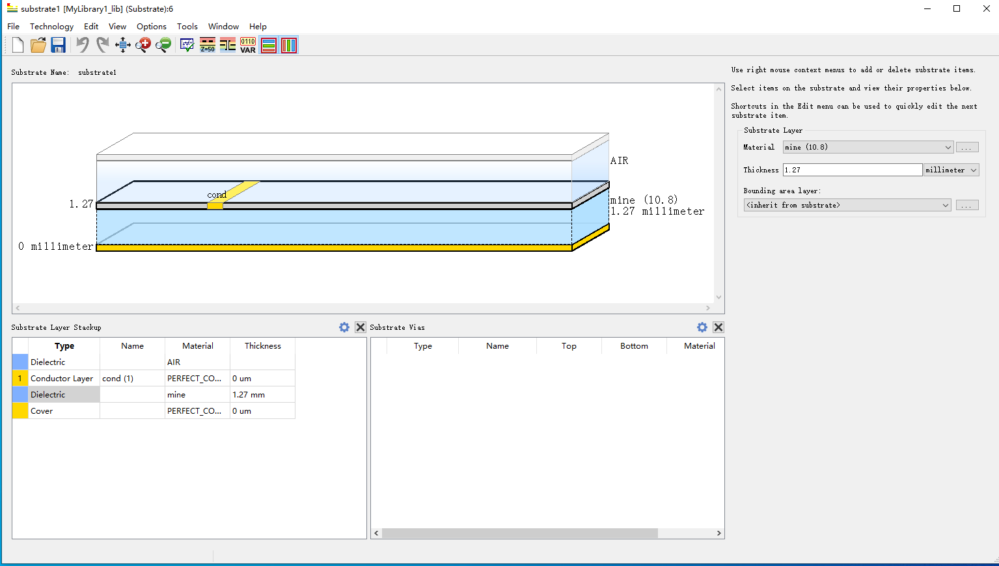 substrate1 [MyLibrary1_lib] (Substrate):6
File Technology Edit View Options Tools Window Help
Z=50
0110
VAR
Substrate Name: substrate1
Use right mouse context menus to add or delete substrate items.
Select items on the substrate and view their properties below.
Shortcuts in the Edit menu can be used to quickly edit the next
substrate item.
Substrate Layer
Material mine (10.8) ...
Thickness 1.27 millimeter
Bounding area layer:
<inherit from substrate> ...
AIR
cond
1.27
mine (10.8)
1.27 millimeter
0 millimeter
Substrate Layer Stackup
Type Name Material Thickness
Dielectric AIR
1 Conductor Layer cond (1) PERFECT_CO... 0 um
Dielectric mine 1.27 mm
Cover PERFECT_CO... 0 um
Substrate Vias
Type Name Top Bottom Material